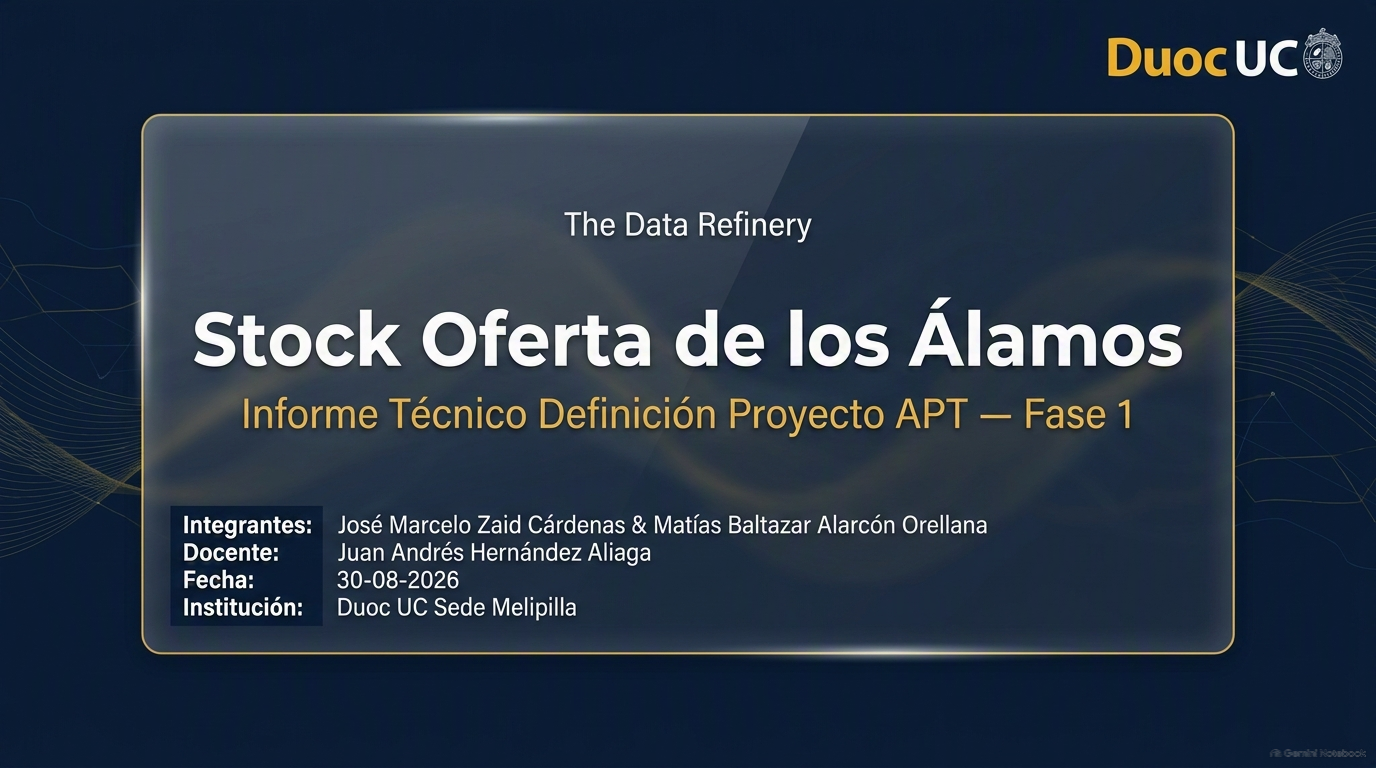 Duoc UC
The Data Refinery
Stock Oferta de los Álamos
Informe Técnico Definición Proyecto APT — Fase 1
Integrantes: José Marcelo Zaid Cárdenas & Matías Baltazar Alarcón Orellana
Docente: Juan Andrés Hernández Aliaga
Fecha: 30-08-2026
Institución: Duoc UC Sede Melipilla
Gemini Notebook